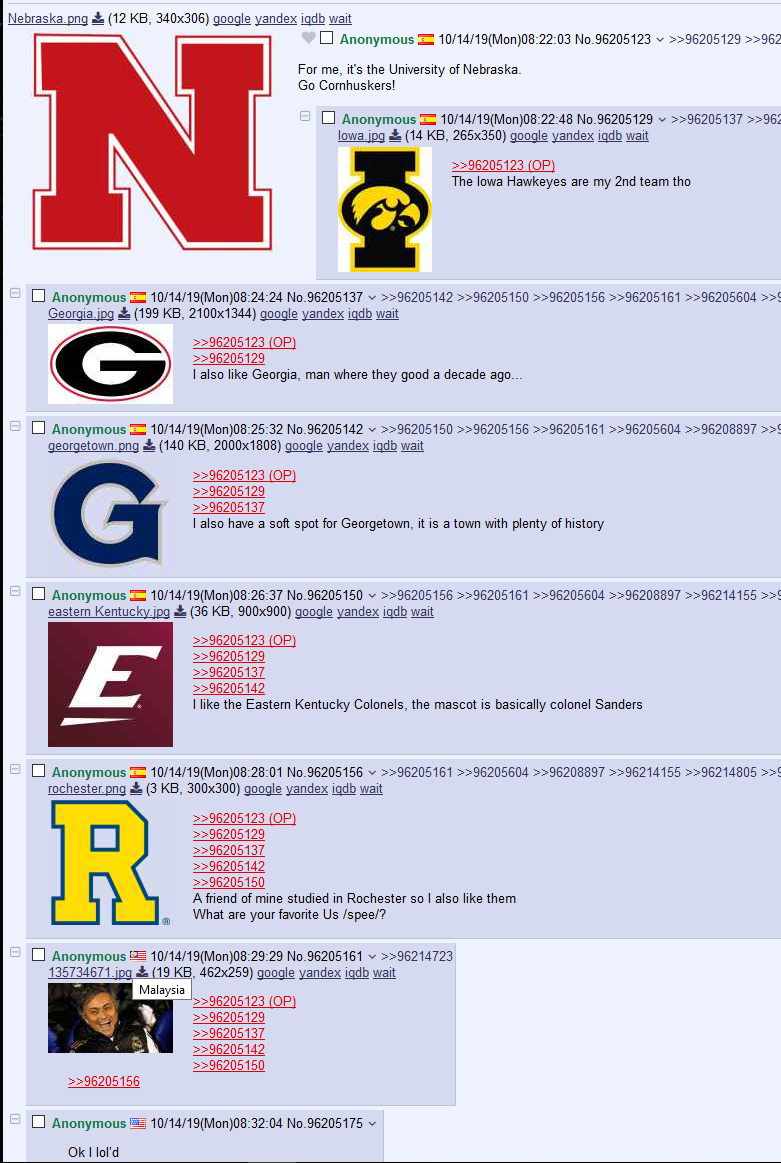 Nebraska.png (12 KB, 340x306) google yandex iqdb wait
Anonymous 10/14/19(Mon)08:22:03 No.96205123 >>96205129 >>962
For me, it's the University of Nebraska.
Go Cornhuskers!
N
Anonymous 10/14/19(Mon)08:22:48 No.96205129 >>96205137 >>962
Iowa.jpg (14 KB, 265x350) google yandex iqdb wait
>>96205123 (OP)
The Iowa Hawkeyes are my 2nd team tho
I
Anonymous 10/14/19(Mon)08:24:24 No.96205137 >>96205142 >>96205150 >>96205156 >>96205161 >>96205604 >>9
Georgia.jpg (199 KB, 2100x1344) google yandex iqdb wait
G
>>96205123 (OP)
>>96205129
I also like Georgia, man where they good a decade ago...
Anonymous 10/14/19(Mon)08:25:32 No.96205142 >>96205150 >>96205156 >>96205161 >>96205604 >>96208897 >>9
georgetown.png (140 KB, 2000x1808) google yandex iqdb wait
G
>>96205123 (OP)
>>96205129
>>96205137
I also have a soft spot for Georgetown, it is a town with plenty of history
Anonymous 10/14/19(Mon)08:26:37 No.96205150 >>96205156 >>96205161 >>96205604 >>96208897 >>96214155 >>9
eastern Kentucky.jpg (36 KB, 900x900) google yandex iqdb wait
E
>>96205123 (OP)
>>96205129
>>96205137
>>96205142
I like the Eastern Kentucky Colonels, the mascot is basically colonel Sanders
Anonymous 10/14/19(Mon)08:28:01 No.96205156 >>96205161 >>96205604 >>96208897 >>96214155 >>96214805 >>9
rochester.png (3 KB, 300x300) google yandex iqdb wait
R®
>>96205123 (OP)
>>96205129
>>96205137
>>96205142
>>96205150
A friend of mine studied in Rochester so I also like them
What are your favorite Us /spee/?
Anonymous 10/14/19(Mon)08:29:29 No.96205161 >>96214723
135734671.jpg (19 KB, 462x259) google yandex iqdb wait
Malaysia
>>96205123 (OP)
>>96205129
>>96205137
>>96205142
>>96205150
>>96205156
Anonymous 10/14/19(Mon)08:32:04 No.96205175
Ok I lol'd